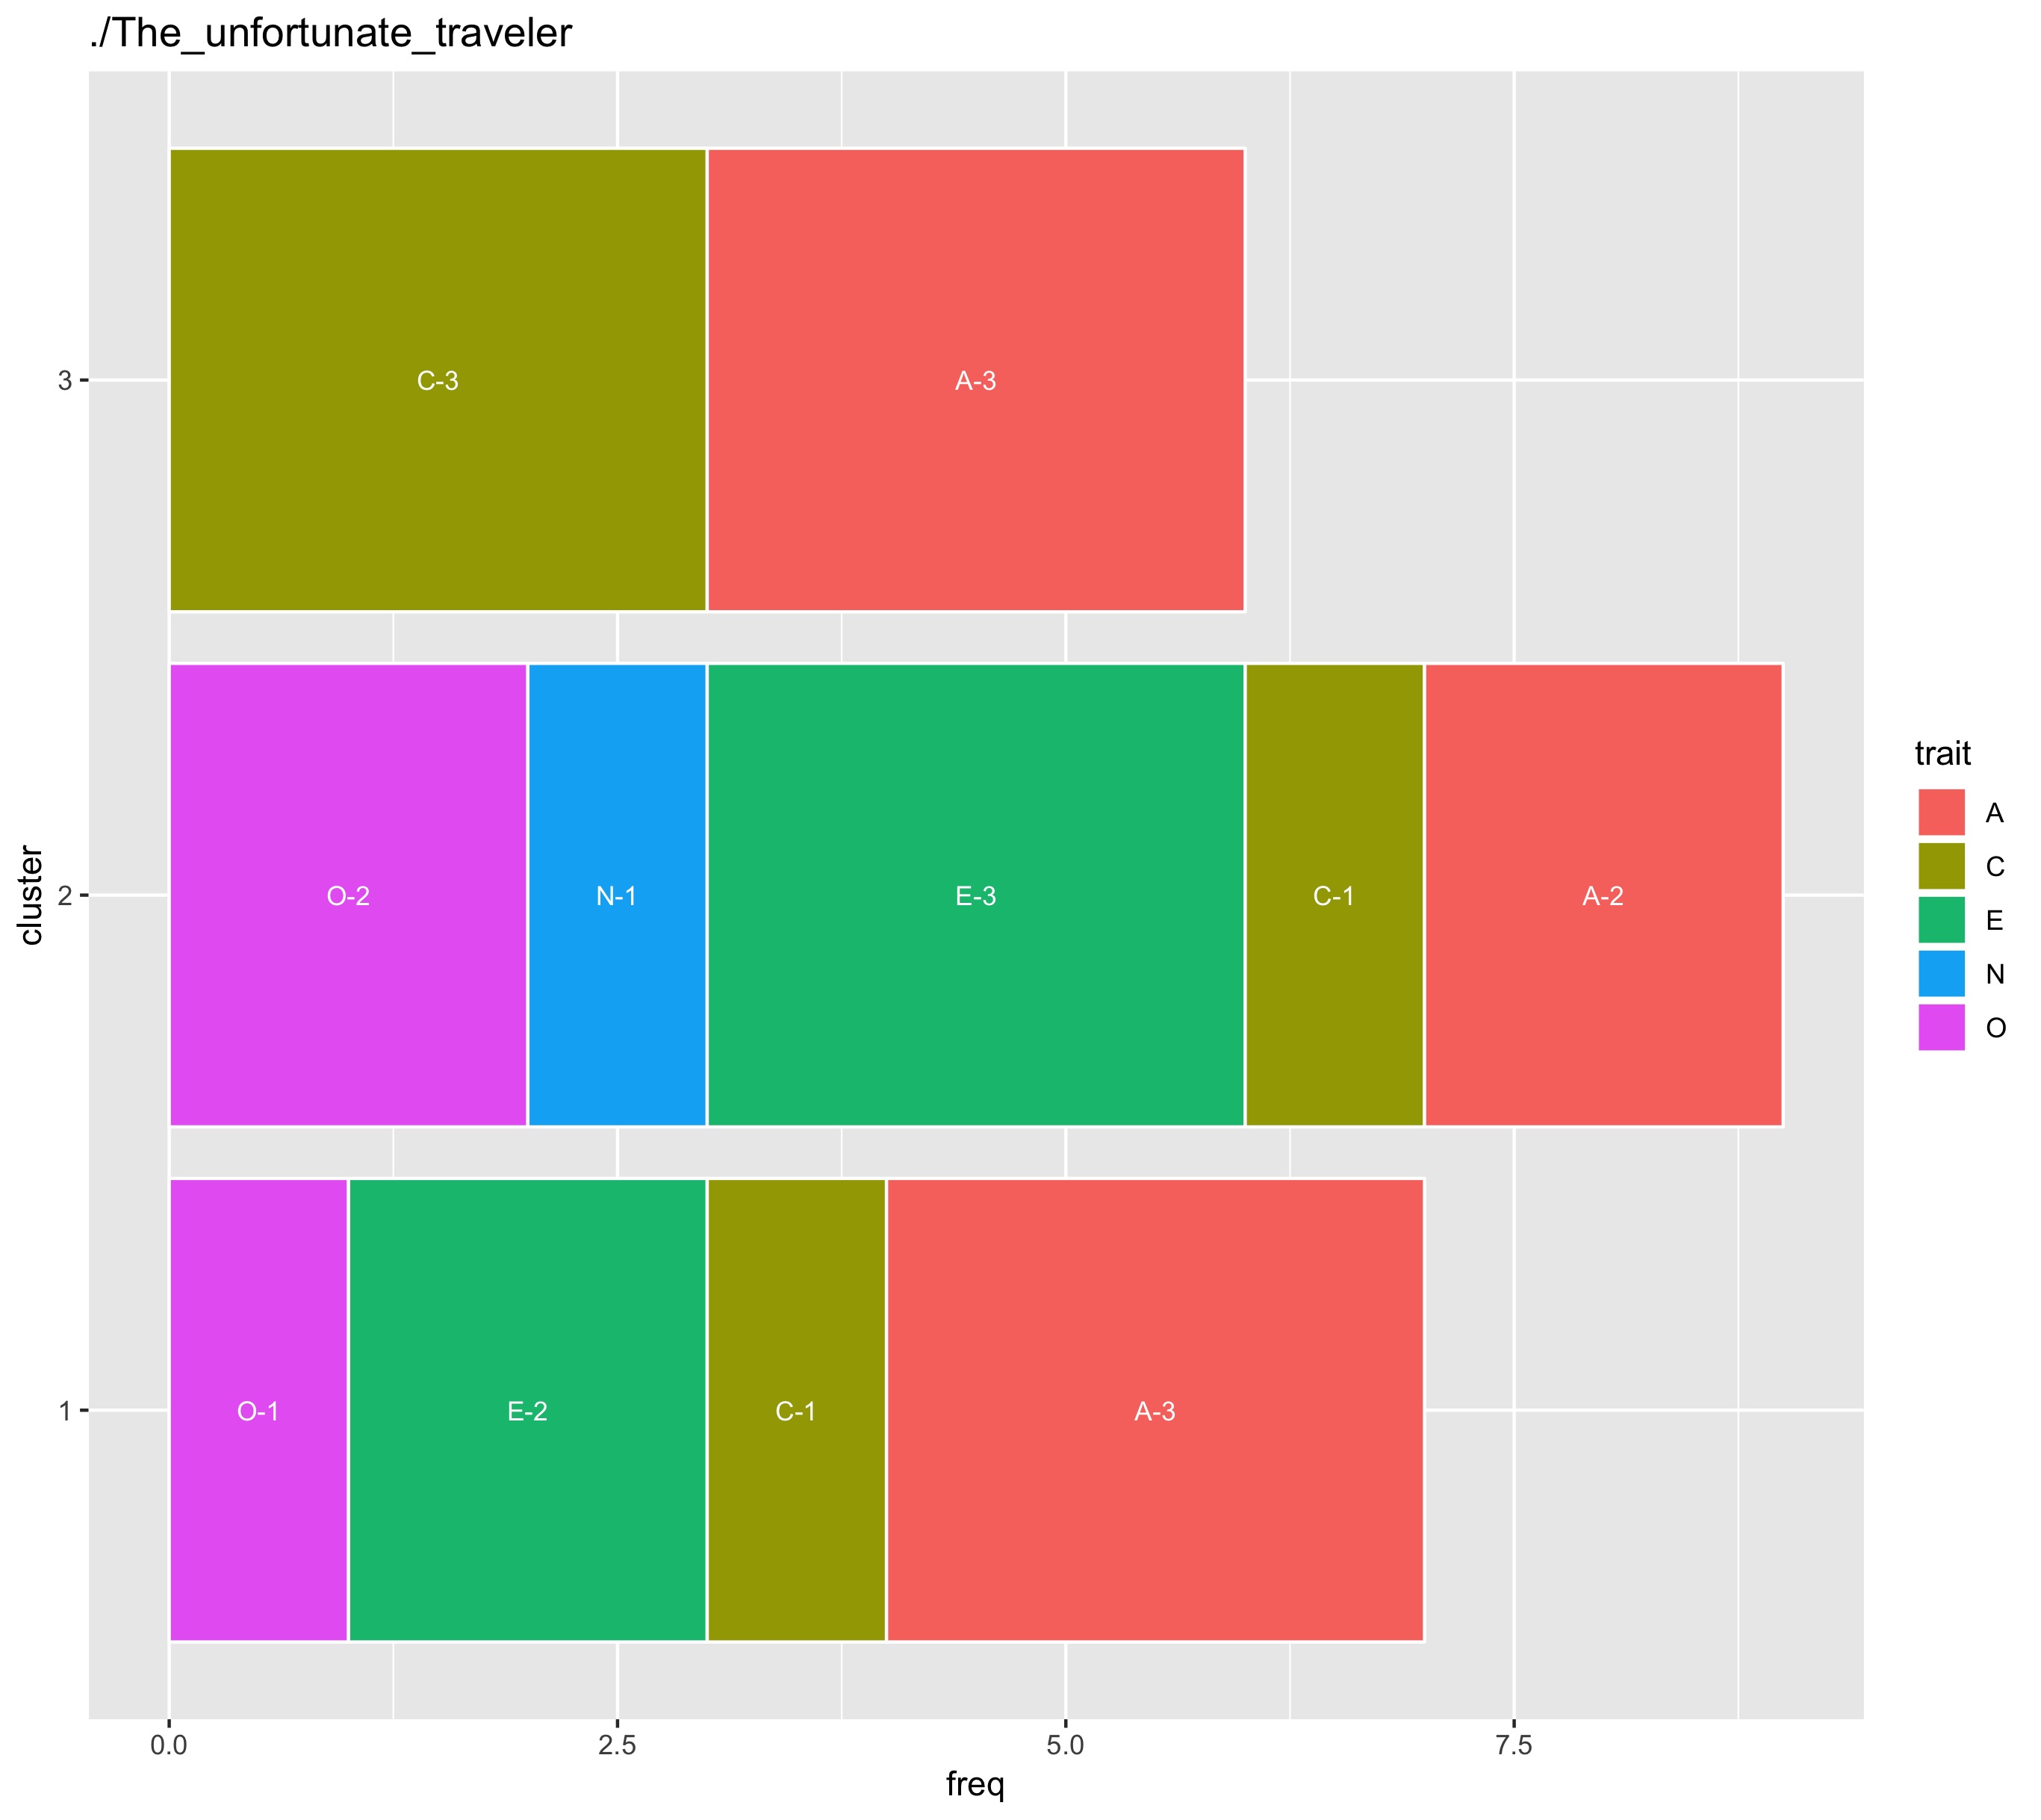 ./The_unfortunate_traveler
3
C-3 A-3
2
O-2 N-1 E-3 C-1 A-2
1
O-1 E-2 C-1 A-3
cluster
0.0 2.5 5.0 7.5
freq
trait
A
C
E
N
O